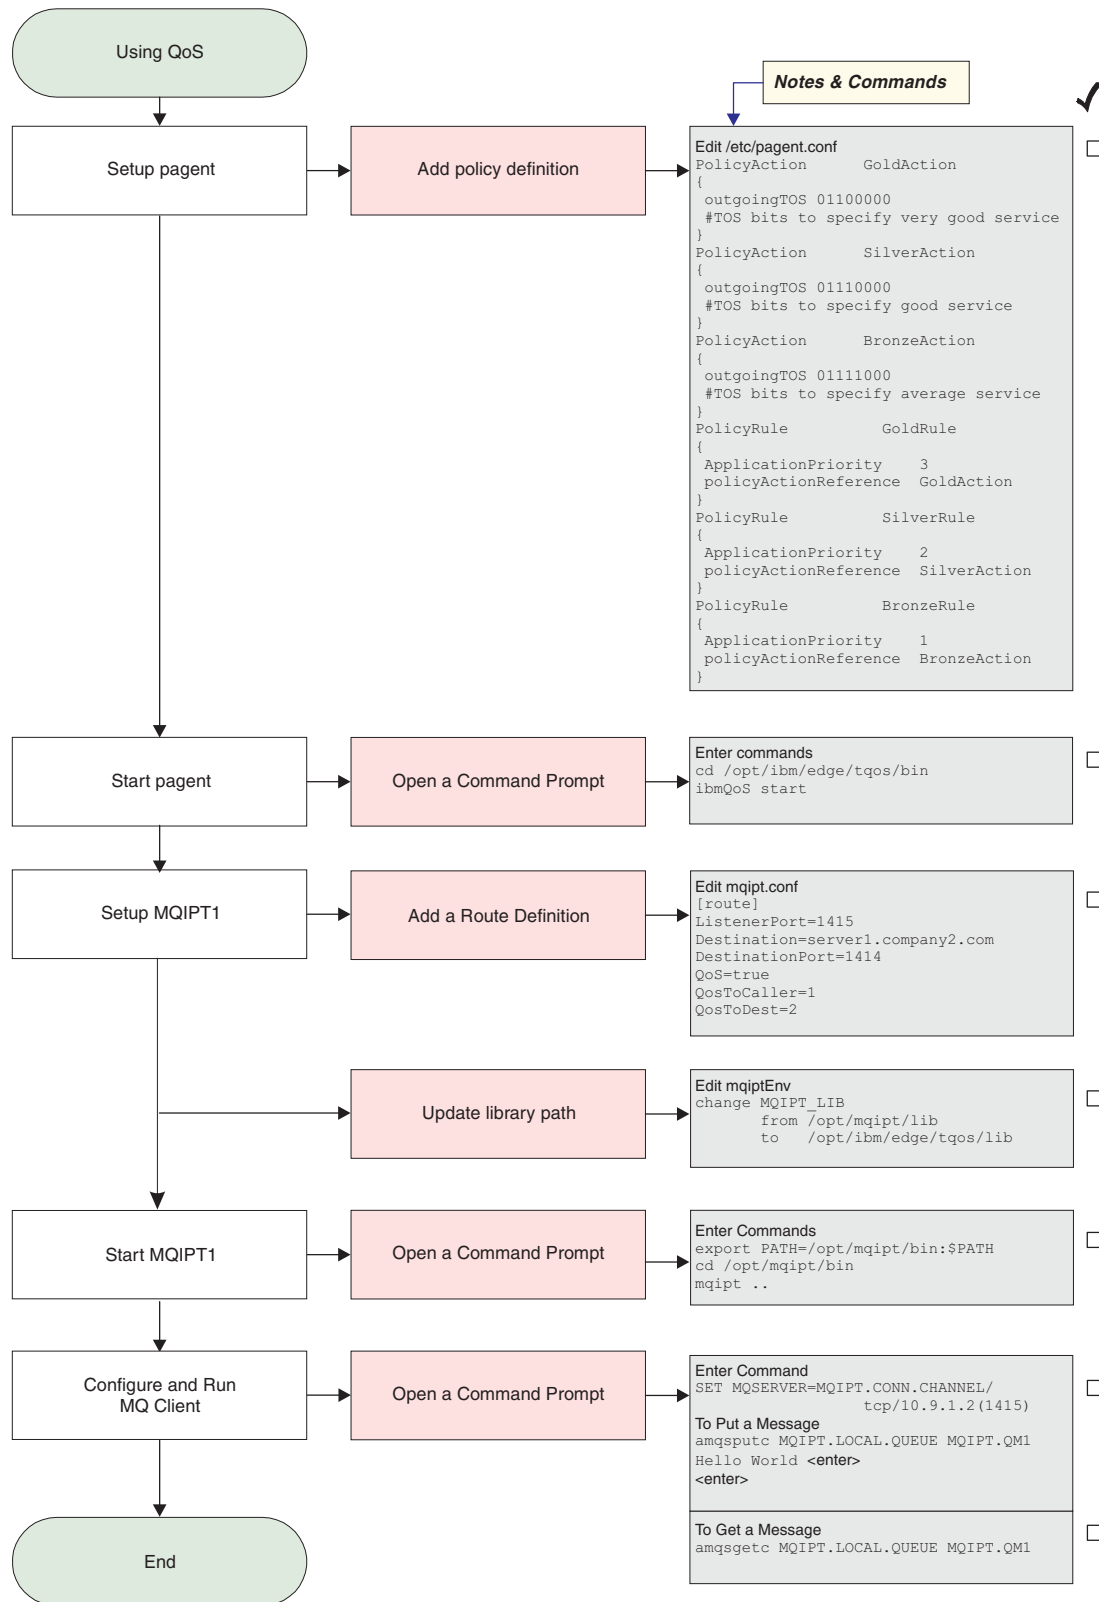 Using QoS
Notes & Commands
Setup pagent
Add policy definition
Edit /etc/pagent.conf
PolicyAction      GoldAction
{
 outgoingTOS 01100000
 #TOS bits to specify very good service
}
PolicyAction      SilverAction
{
 outgoingTOS 01110000
 #TOS bits to specify good service
}
PolicyAction      BronzeAction
{
 outgoingTOS 01111000
 #TOS bits to specify average service
}
PolicyRule          GoldRule
{
 ApplicationPriority    3
 policyActionReference  GoldAction
}
PolicyRule          SilverRule
{
 ApplicationPriority    2
 policyActionReference  SilverAction
}
PolicyRule          BronzeRule
{
 ApplicationPriority    1
 policyActionReference  BronzeAction
}
Start pagent
Open a Command Prompt
Enter commands
cd /opt/ibm/edge/tqos/bin
ibmQoS start
Setup MQIPT1
Add a Route Definition
Edit mqipt.conf
[route]
ListenerPort=1415
Destination=server1.company2.com
DestinationPort=1414
QoS=true
QosToCaller=1
QosToDest=2
Update library path
Edit mqiptEnv
change MQIPT_LIB
       from /opt/mqipt/lib
       to   /opt/ibm/edge/tqos/lib
Start MQIPT1
Open a Command Prompt
Enter Commands
export PATH=/opt/mqipt/bin:$PATH
cd /opt/mqipt/bin
mqipt ..
Configure and Run
MQ Client
Open a Command Prompt
Enter Command
SET MQSERVER=MQIPT.CONN.CHANNEL/
                  tcp/10.9.1.2(1415)
To Put a Message
amqsputc MQIPT.LOCAL.QUEUE MQIPT.QM1
Hello World <enter>
<enter>
To Get a Message
amqsgetc MQIPT.LOCAL.QUEUE MQIPT.QM1
End